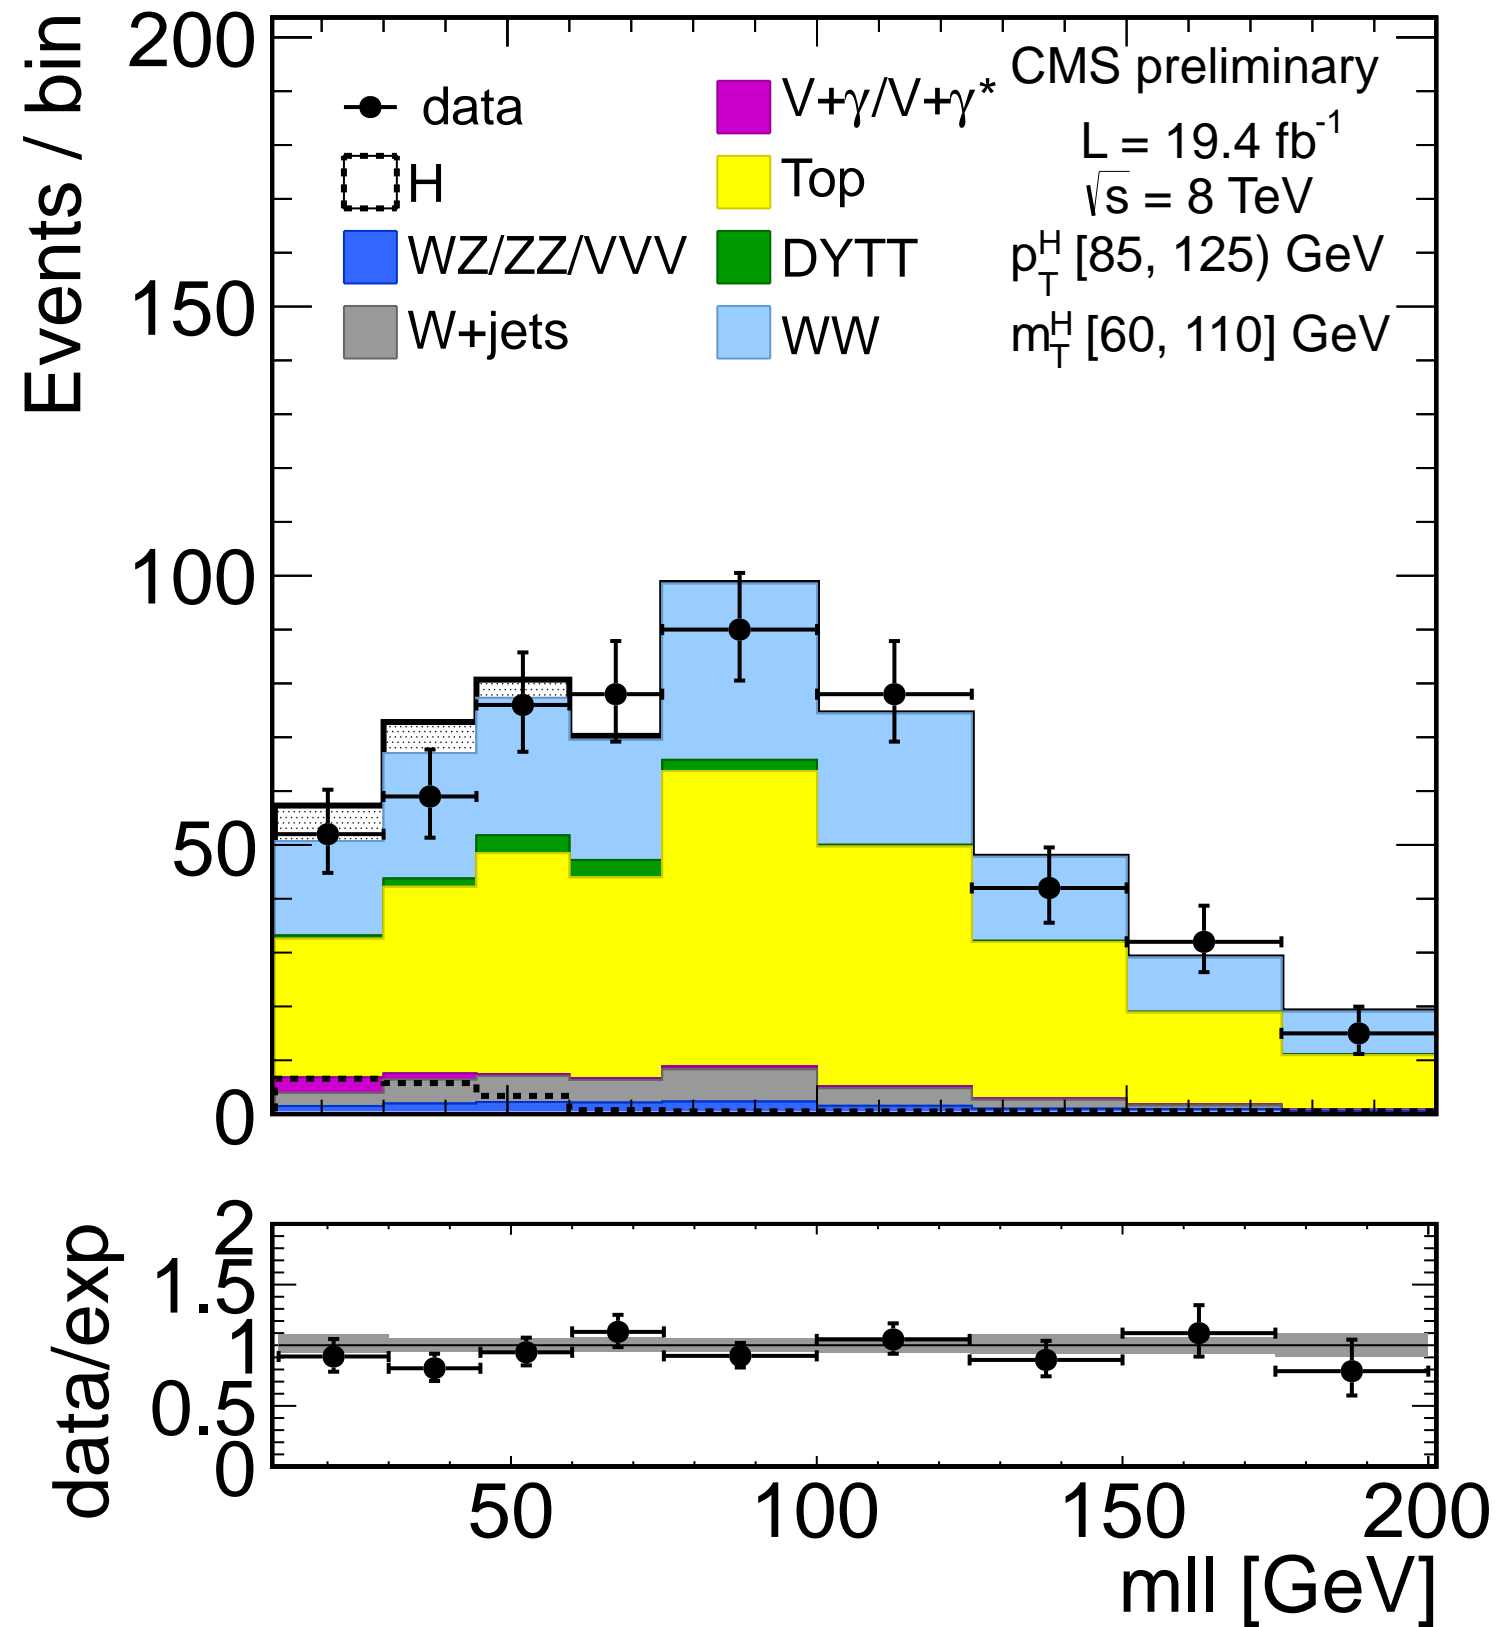 Events / bin
200
150
100
50
0
data
H
WZ/ZZ/VVV
W+jets
V+γ/V+γ*
Top
DYTT
WW
CMS preliminary
L = 19.4 fb⁻¹
√s = 8 TeV
p_T^H [85, 125) GeV
m_T^H [60, 110] GeV
data/exp
2
1.5
1
0.5
0
50 100 150 200
mll [GeV]